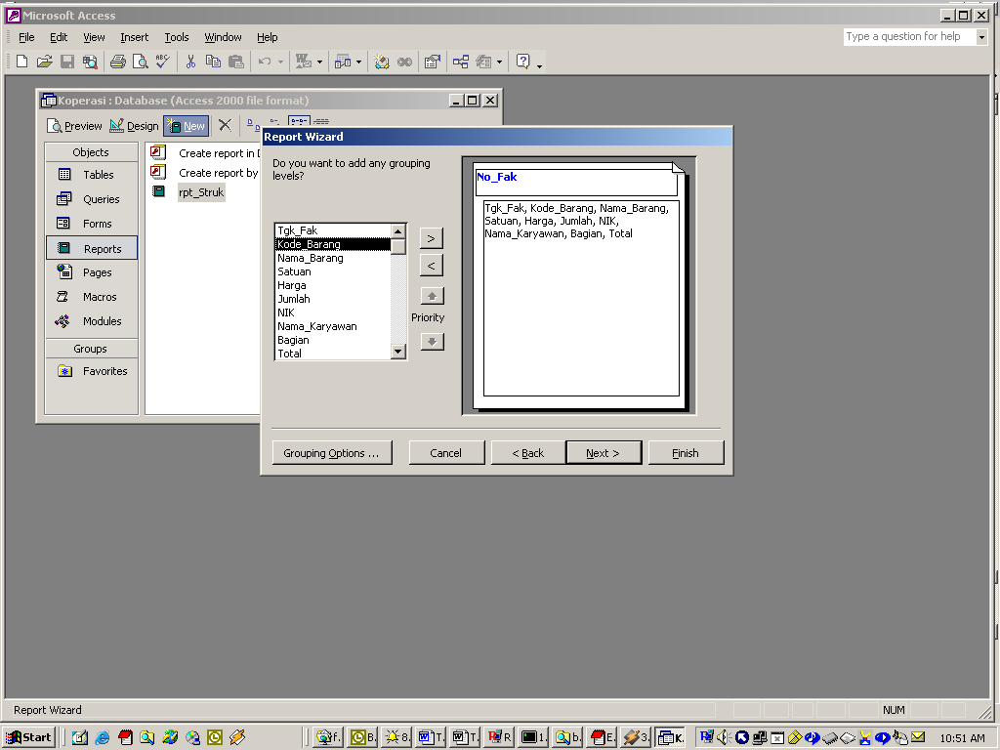 Microsoft Access
File Edit View Insert Tools Window Help
Type a question for help
Koperasi : Database (Access 2000 file format)
Preview Design New
Objects
Tables
Queries
Forms
Reports
Pages
Macros
Modules
Groups
Favorites
Create report in
Create report by
rpt_Struk
Report Wizard
Do you want to add any grouping
levels?
Tgk_Fak
Kode_Barang
Nama_Barang
Satuan
Harga
Jumlah
NIK
Nama_Karyawan
Bagian
Total
>
<
Priority
No_Fak
Tgk_Fak, Kode_Barang, Nama_Barang,
Satuan, Harga, Jumlah, NIK,
Nama_Karyawan, Bagian, Total
Grouping Options ... Cancel < Back Next > Finish
Report Wizard NUM
Start f. B. 8. T. T. R 1. b. E. 3. K. 10:51 AM